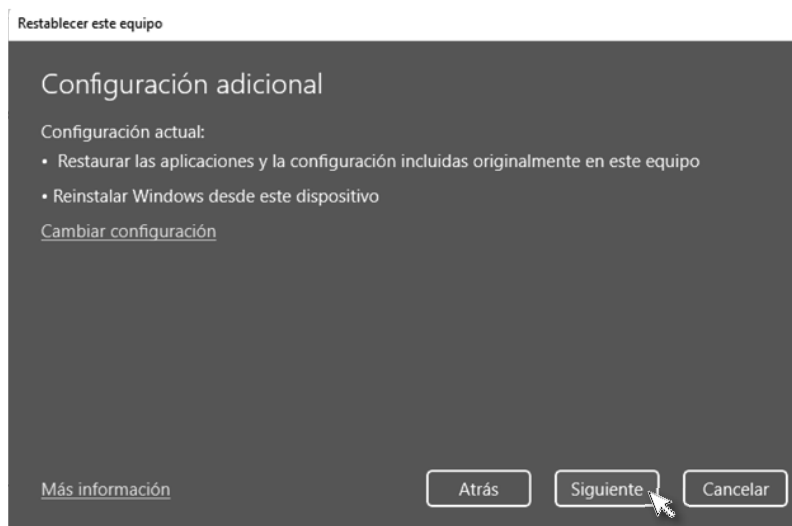 Restablecer este equipo
Configuración adicional
Configuración actual:
• Restaurar las aplicaciones y la configuración incluidas originalmente en este equipo
• Reinstalar Windows desde este dispositivo
Cambiar configuración
Más información
Atrás
Siguiente
Cancelar